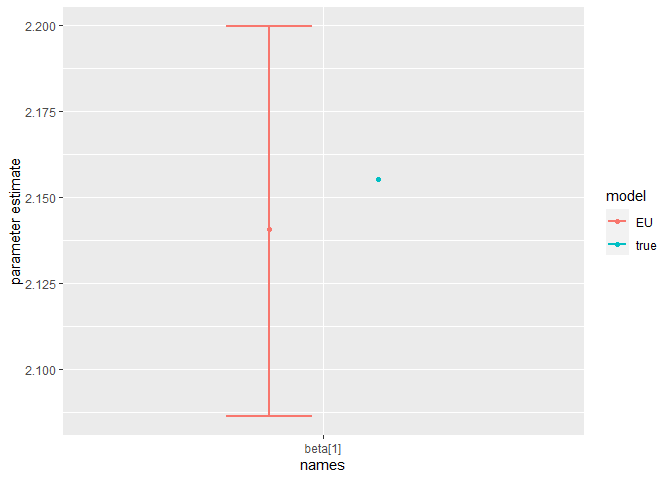 2.200
2.175
2.150
2.125
2.100
parameter estimate
beta[1]
names
model
EU
true